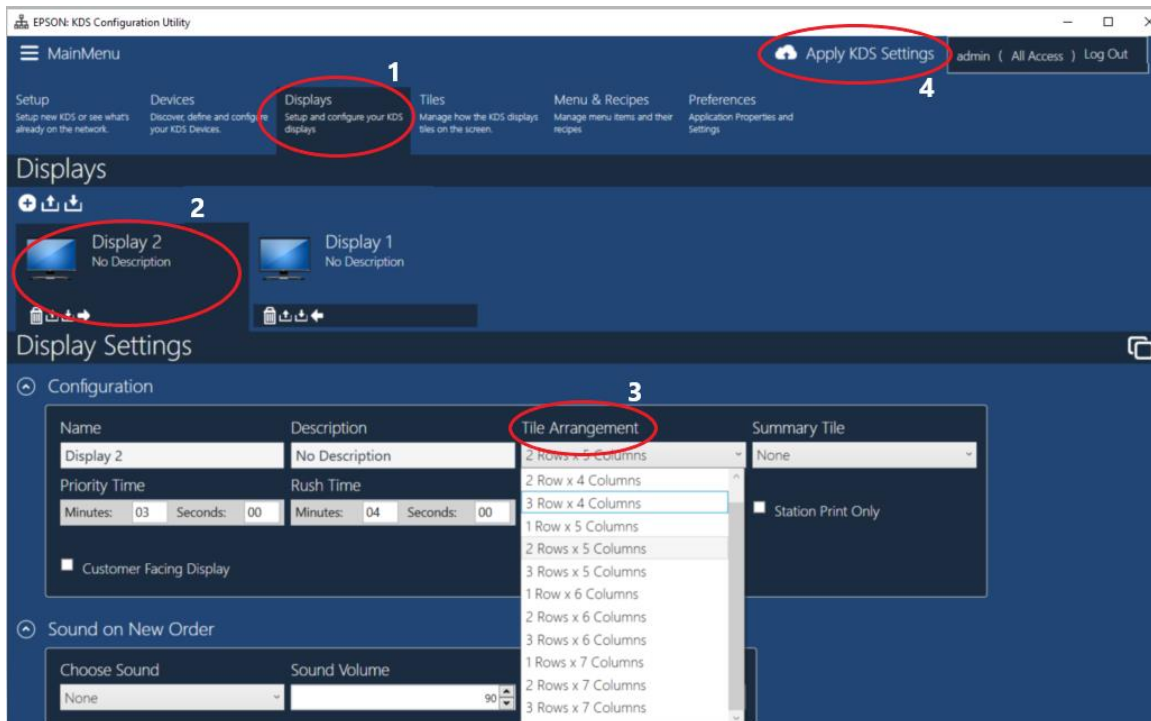 EPSON: KDS Configuration Utility
MainMenu
Apply KDS Settings
admin ( All Access ) Log Out
1
4
Setup
Setup new KDS or see what's
already on the network.
Devices
Discover, define and configure
your KDS Devices.
Displays
Setup and configure your KDS
displays
Tiles
Manage how the KDS displays
tiles on the screen.
Menu & Recipes
Manage menu items and their
recipes
Preferences
Application Properties and
Settings
Displays
2
Display 2
No Description
Display 1
No Description
Display Settings
Configuration
3
Name
Display 2
Description
No Description
Tile Arrangement
2 Rows x 5 Columns
Summary Tile
None
Priority Time
Minutes: 03 Seconds: 00
Rush Time
Minutes: 04 Seconds: 00
2 Row x 4 Columns
3 Row x 4 Columns
1 Row x 5 Columns
2 Rows x 5 Columns
3 Rows x 5 Columns
1 Row x 6 Columns
2 Rows x 6 Columns
3 Rows x 6 Columns
1 Rows x 7 Columns
2 Rows x 7 Columns
3 Rows x 7 Columns
Station Print Only
Customer Facing Display
Sound on New Order
Choose Sound
None
Sound Volume
90